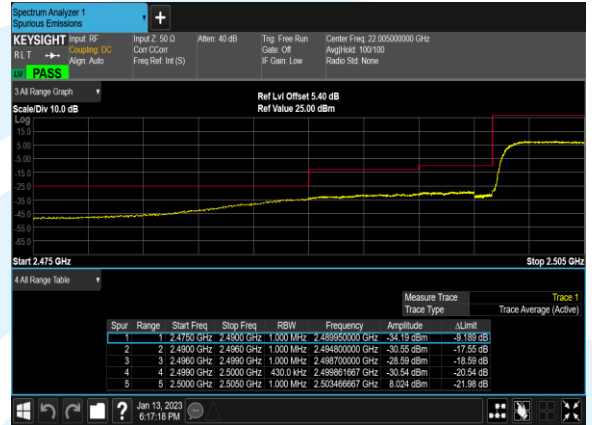 Spectrum Analyzer 1
Spurious Emissions
KEYSIGHT Input: RF Input Z: 50 Ω Atten: 40 dB Trig: Free Run Center Freq: 22.005000000 GHz
RLT Coupling: DC Corr CCorr Gate: Off Avg|Hold: 100/100
Align: Auto Freq Ref: Int (S) IF Gain: Low Radio Std: None
PASS
3 All Range Graph
Ref Lvl Offset 5.40 dB
Scale/Div 10.0 dB Ref Value 25.00 dBm
Log
15.0
5.00
-5.00
-15.0
-25.0
-35.0
-45.0
-55.0
-65.0
Start 2.475 GHz Stop 2.505 GHz
4 All Range Table
Measure Trace Trace 1
Trace Type Trace Average (Active)
Spur Range Start Freq Stop Freq RBW Frequency Amplitude ΔLimit
1 1 2.4750 GHz 2.4900 GHz 1.000 MHz 2.489950000 GHz -34.19 dBm -9.189 dB
2 2 2.4900 GHz 2.4960 GHz 1.000 MHz 2.494800000 GHz -30.55 dBm -17.55 dB
3 3 2.4960 GHz 2.4990 GHz 1.000 MHz 2.498700000 GHz -28.59 dBm -18.59 dB
4 4 2.4990 GHz 2.5000 GHz 430.0 kHz 2.499861667 GHz -30.54 dBm -20.54 dB
5 5 2.5000 GHz 2.5050 GHz 1.000 MHz 2.503466667 GHz 8.024 dBm -21.98 dB
Jan 13, 2023
6:17:18 PM